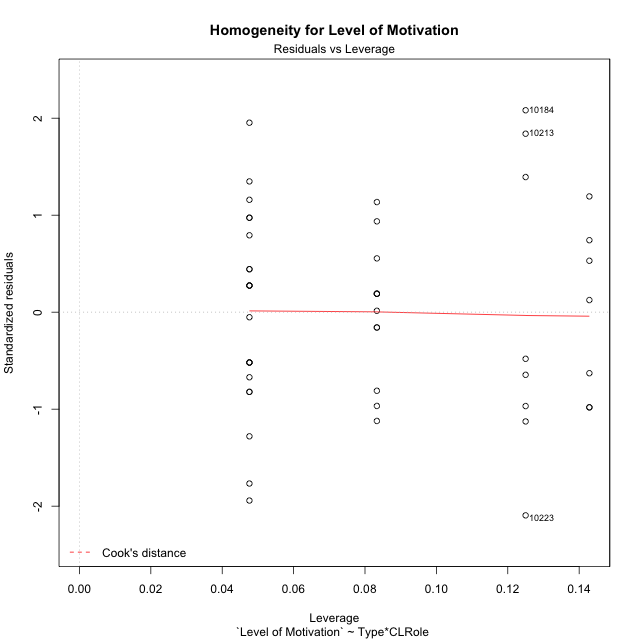 Homogeneity for Level of Motivation
Residuals vs Leverage
Standardized residuals
2
1
0
-1
-2
10184
10213
10223
Cook's distance
0.00 0.02 0.04 0.06 0.08 0.10 0.12 0.14
Leverage
`Level of Motivation` ~ Type*CLRole